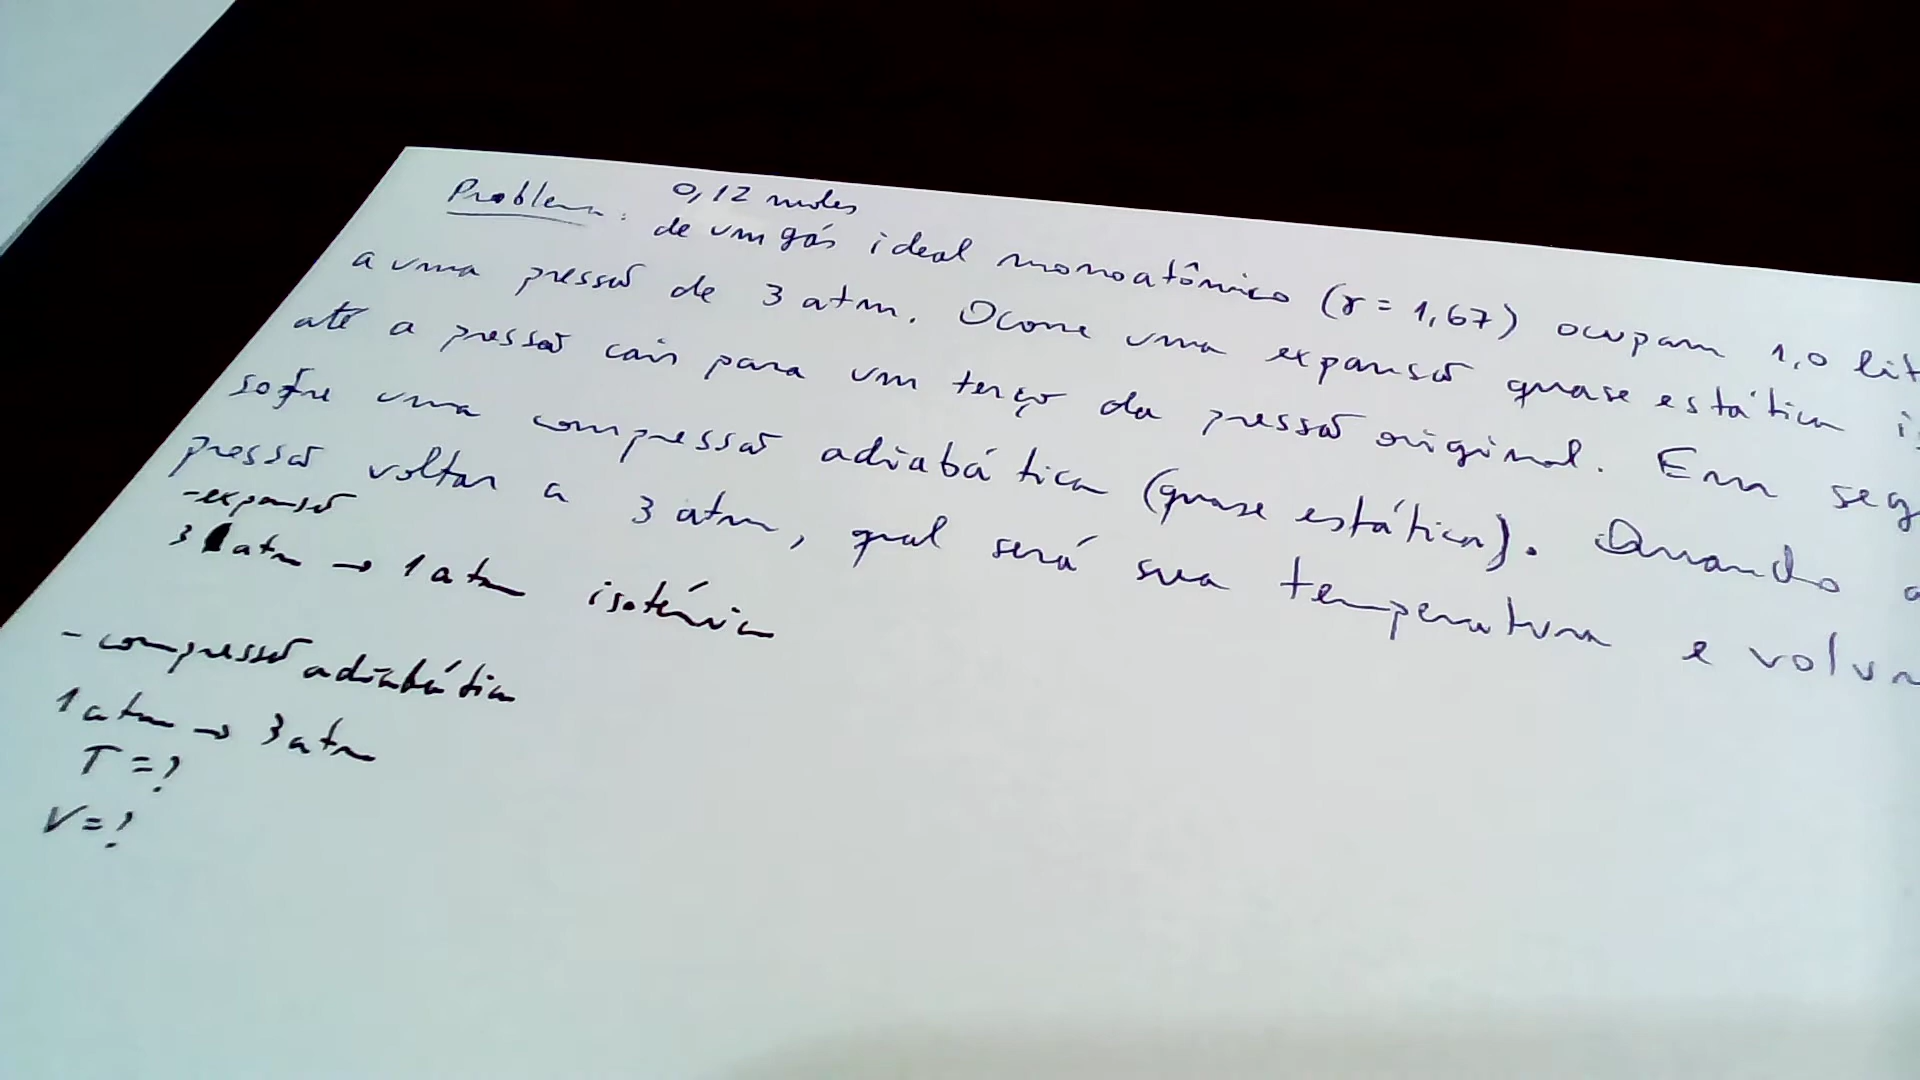 Problema: 0,12 moles
de um gás ideal monoatômico (γ = 1,67) ocupam 1,0 lit
a uma pressão de 3 atm. Ocorre uma expansão quase estática is
até a pressão cair para um terço da pressão original. Em seg
sofre uma compressão adiabática (quase estática). Quando a
pressão voltar a 3 atm, qual será sua temperatura e volum
- expansão
3 atm → 1 atm isotérmica
- compressão adiabática
1 atm → 3 atm
T = ?
V = ?